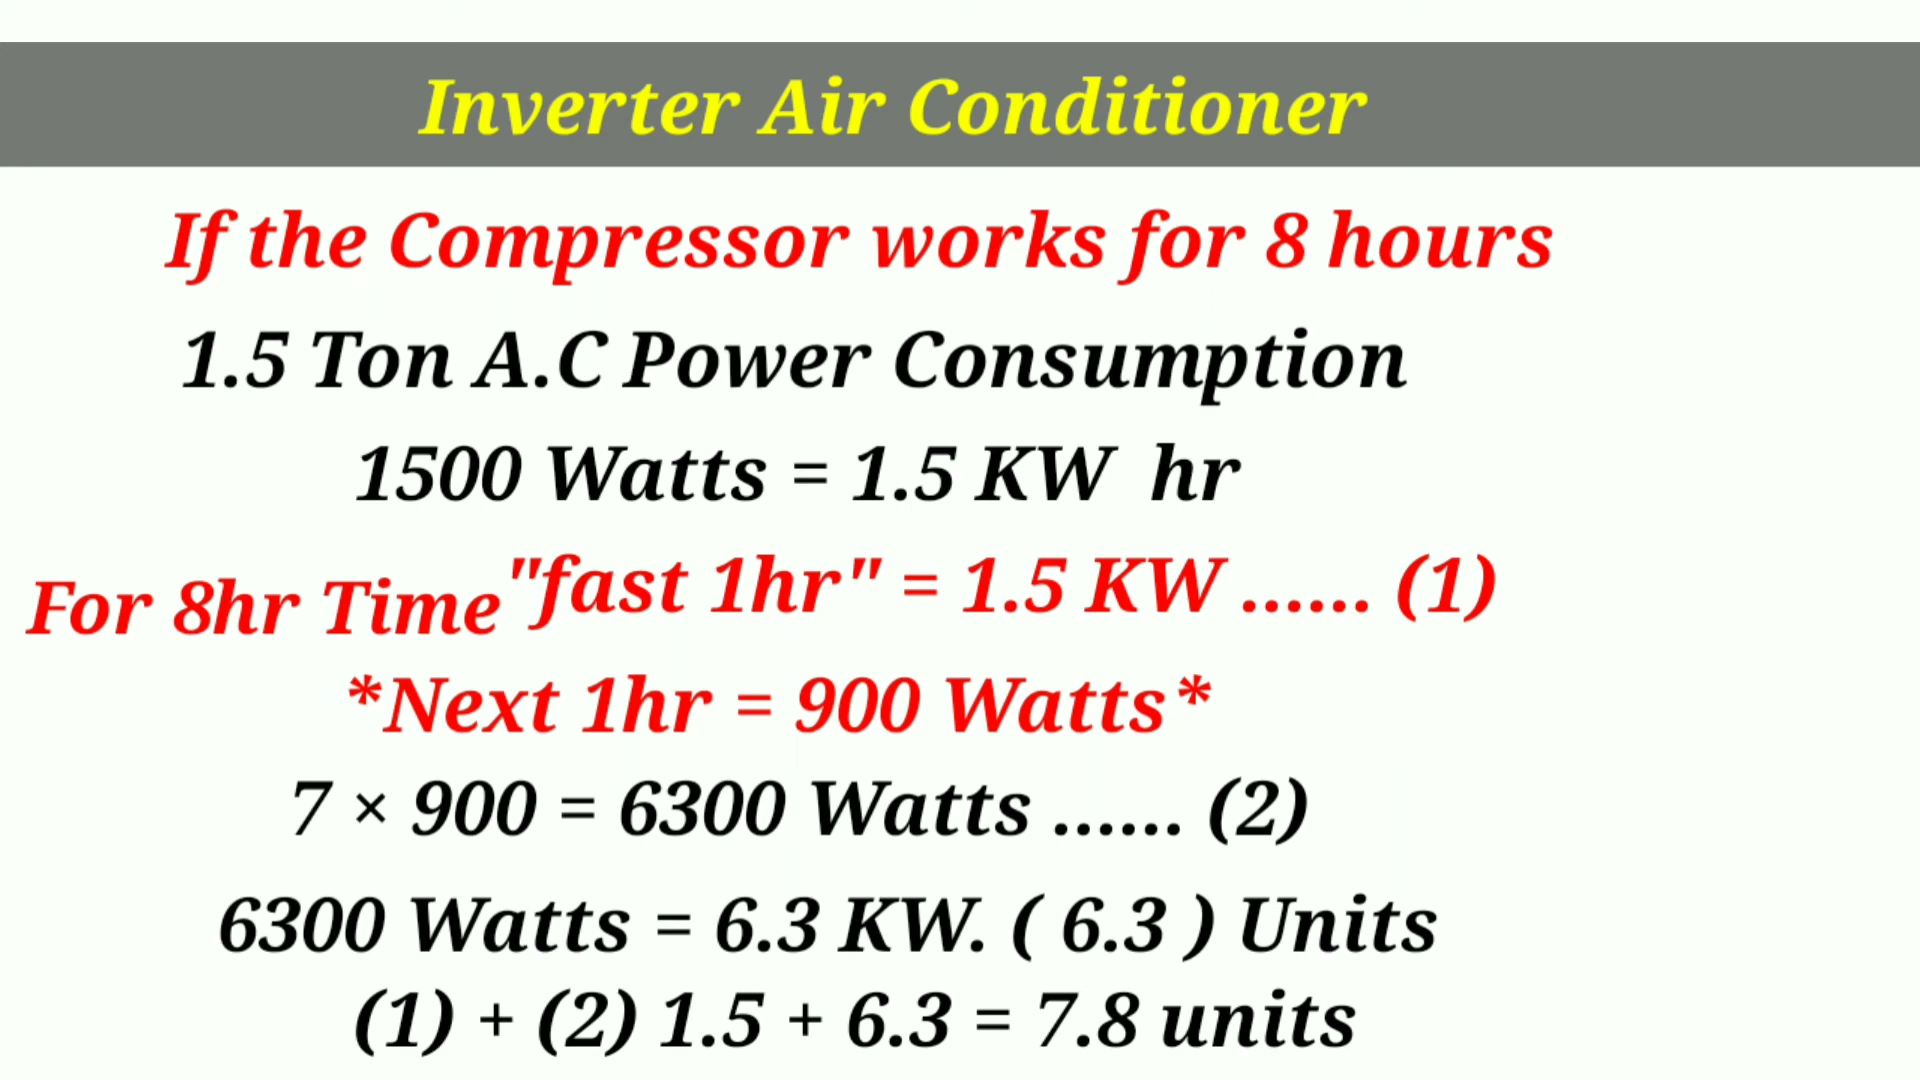 Inverter Air Conditioner
If the Compressor works for 8 hours
1.5 Ton A.C Power Consumption
1500 Watts = 1.5 KW hr
For 8hr Time "fast 1hr" = 1.5 KW ...... (1)
*Next 1hr = 900 Watts*
7 × 900 = 6300 Watts ...... (2)
6300 Watts = 6.3 KW. ( 6.3 ) Units
(1) + (2) 1.5 + 6.3 = 7.8 units